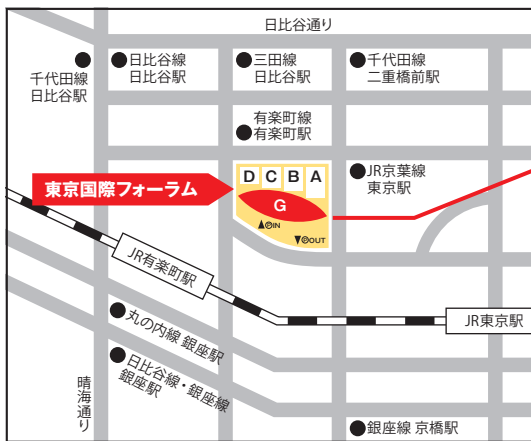 日比谷通り
千代田線
日比谷駅
日比谷線
日比谷駅
三田線
日比谷駅
千代田線
二重橋前駅
有楽町線
有楽町駅
東京国際フォーラム
D C B A
G
▲ⓅIN
▼ⓅOUT
JR京葉線
東京駅
JR有楽町駅
JR東京駅
丸の内線 銀座駅
日比谷線・銀座線
銀座駅
晴海通り
銀座線 京橋駅